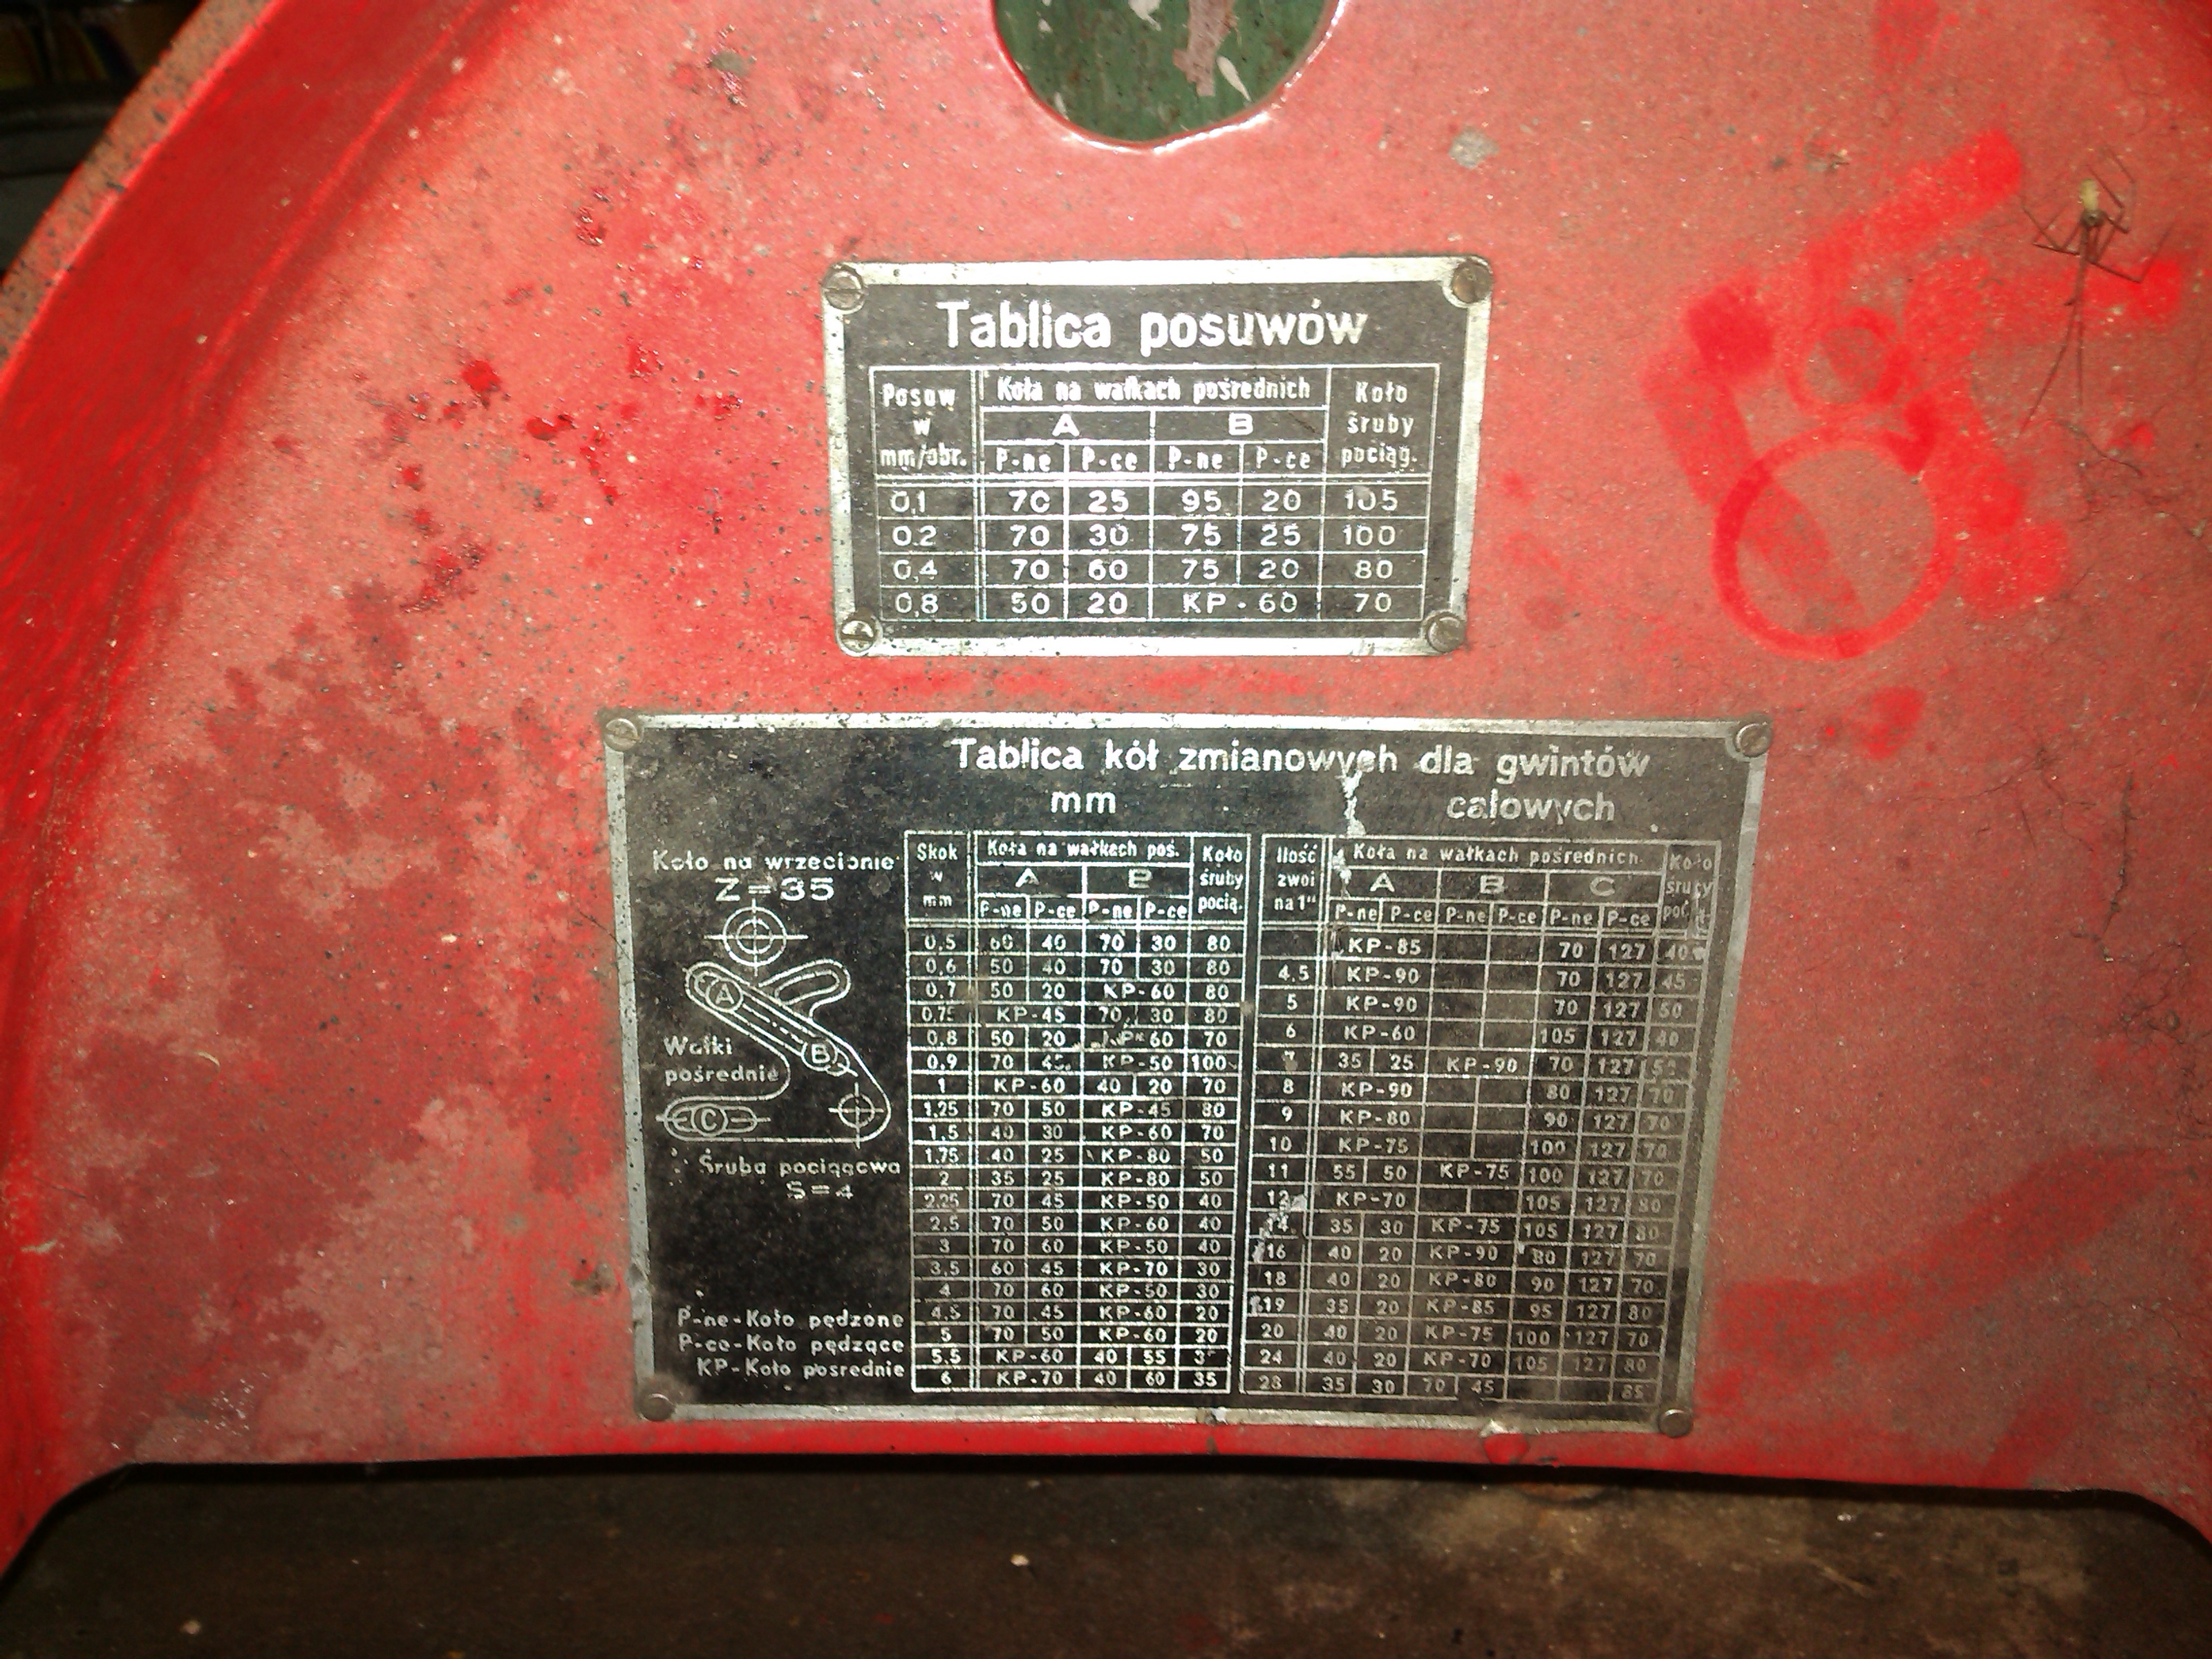 Tablica posuwów
Posuw w mm/obr. Koła na wałkach pośrednich Koło śruby pociąg.
A B
P-ne P-ce P-ne P-ce
0,1 70 25 95 20 105
0.2 70 30 75 25 100
0,4 70 60 75 20 80
0,8 50 20 KP-60 70
Tablica kół zmianowych dla gwintów
mm calowych
Koło na wrzecionie
Z=35
A
B
Wałki
pośrednie
C
Śruba pociągowa
S=4
P-ne-Koło pędzone
P-ce-Koło pędzące
KP-Koło pośrednie
Skok w mm Koła na wałkach poś. Koło śruby pocią.
A B
P-ne P-ce P-ne P-ce
0,5 60 40 70 30 80
0,6 50 40 70 30 80
0,7 50 20 KP-60 80
0,75 KP-45 70 30 80
0,8 50 20 60 70
0,9 70 45 KP-50 100
1 KP-60 40 20 70
1,25 70 50 KP-45 80
1,5 40 30 KP-60 70
1,75 40 25 KP-80 50
2 35 25 KP-80 50
2,25 70 45 KP-50 40
2,5 70 50 KP-60 40
3 70 60 KP-50 40
3,5 60 45 KP-70 30
4 70 60 KP-50 30
4,5 70 45 KP-60 20
5 70 50 KP-60 20
5,5 KP-60 40 55
6 KP-70 40 60 35
Ilość zwoi na 1" Koła na wałkach pośrednich Koło śruby
A B C
P-ne P-ce P-ne P-ce P-ne P-ce
KP-85 70 127 40
4,5 KP-90 70 127 45
5 KP-90 70 127 50
6 KP-60 105 127 40
35 25 KP-90 70 127
8 KP-90 80 127 70
9 KP-80 90 127 70
10 KP-75 100 127 70
11 55 50 KP-75 100 127 70
12 KP-70 105 127 80
35 30 KP-75 105 127 80
16 40 20 KP-90 80 127 70
18 40 20 KP-80 90 127 70
19 35 20 KP-85 95 127 80
20 40 20 KP-75 100 127 70
24 40 20 KP-70 105 127 80
28 35 30 70 45 85